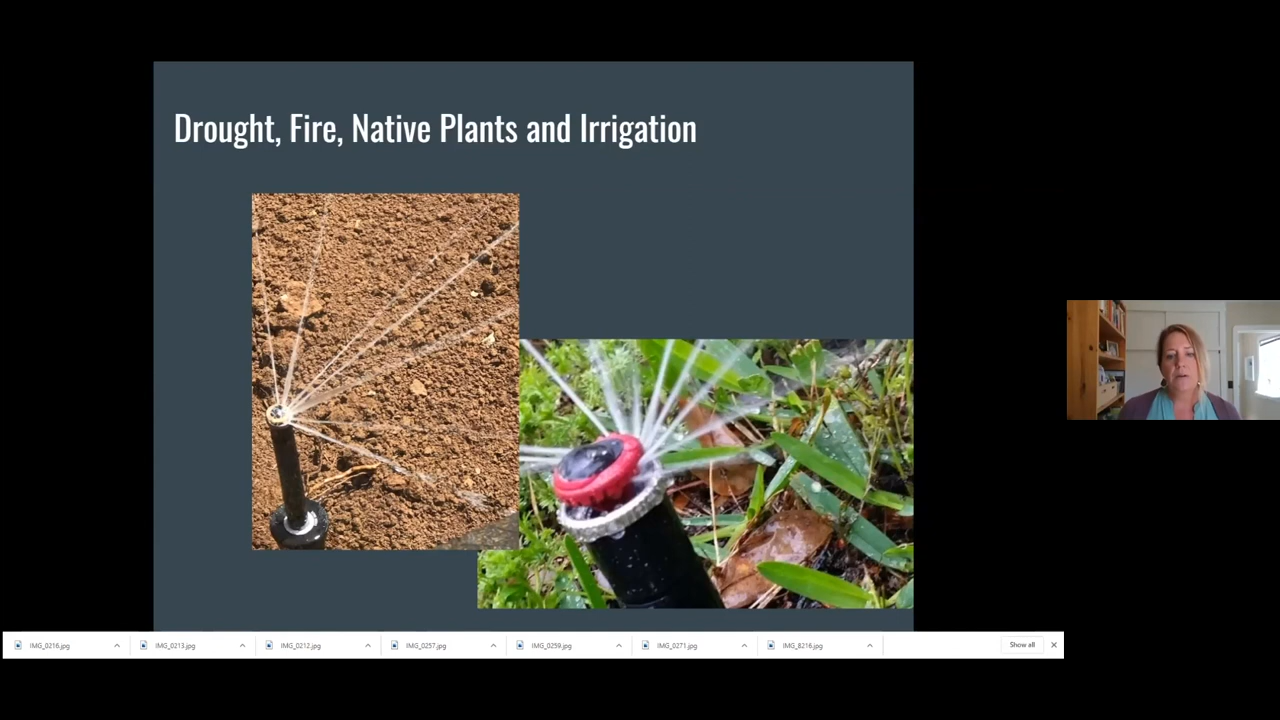 Drought, Fire, Native Plants and Irrigation
IMG_0216.jpg
IMG_0213.jpg
IMG_0212.jpg
IMG_0257.jpg
IMG_0259.jpg
IMG_0271.jpg
IMG_8216.jpg
Show all